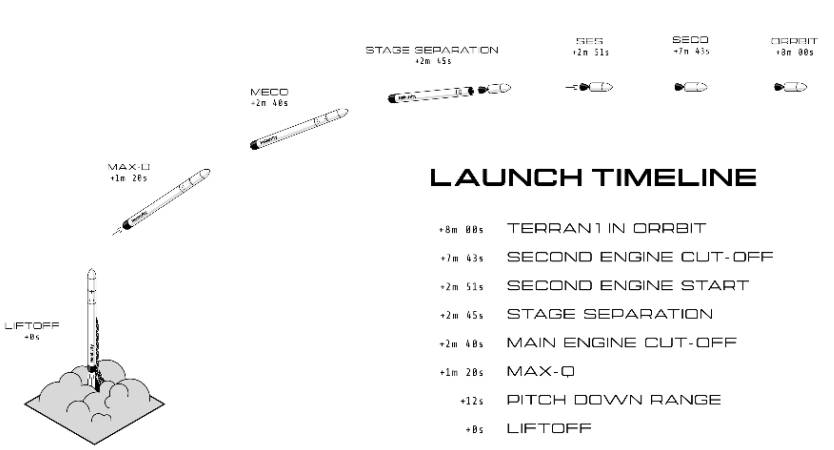 STAGE SEPARATION
+2m 45s
SES
+2m 51s
SECO
+7m 43s
ORRBIT
+8m 00s
MECO
+2m 40s
MAX-Q
+1m 20s
LIFTOFF
+0s
LAUNCH TIMELINE
+8m 00s TERRAN 1 IN ORRBIT
+7m 43s SECOND ENGINE CUT-OFF
+2m 51s SECOND ENGINE START
+2m 45s STAGE SEPARATION
+2m 40s MAIN ENGINE CUT-OFF
+1m 20s MAX-Q
+12s PITCH DOWN RANGE
+0s LIFTOFF